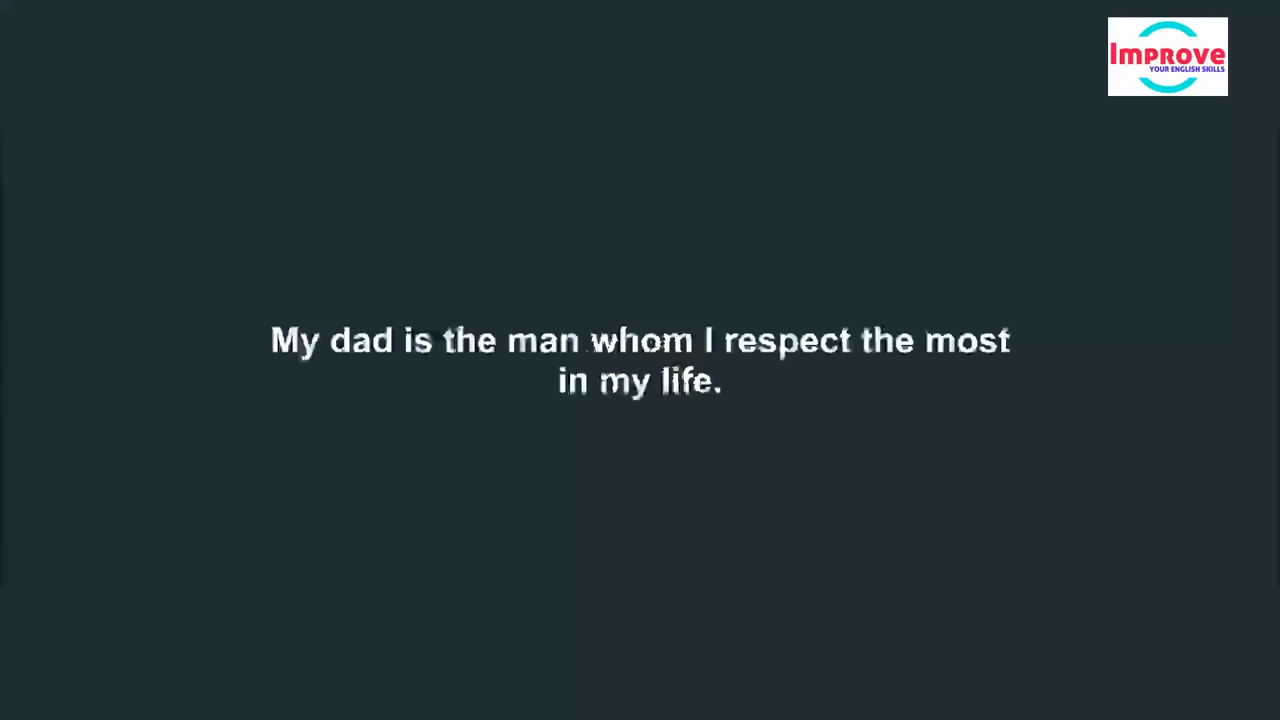 Improve
YOUR ENGLISH SKILLS
My dad is the man whom I respect the most
in my life.